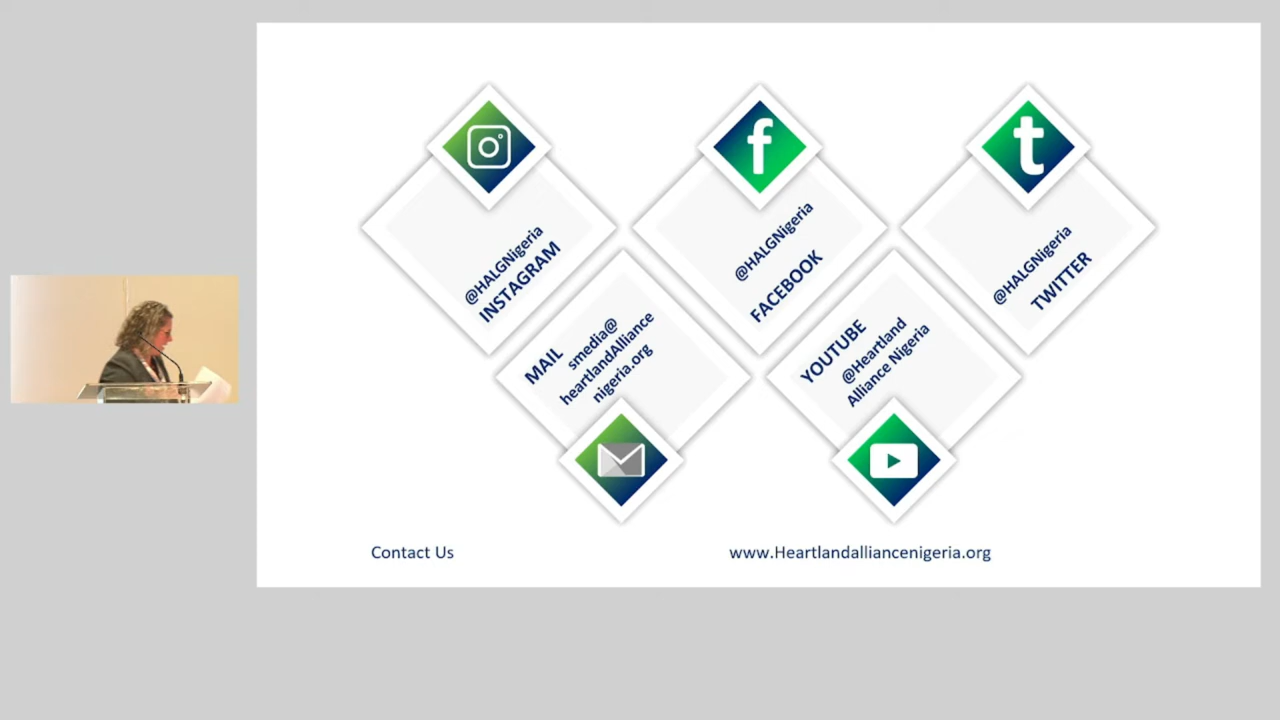 @HALGNigeria
INSTAGRAM
@HALGNigeria
FACEBOOK
@HALGNigeria
TWITTER
MAIL
smedia@
heartlandAlliance
nigeria.org
YOUTUBE
@Heartland
Alliance Nigeria
Contact Us
www.Heartlandalliancenigeria.org